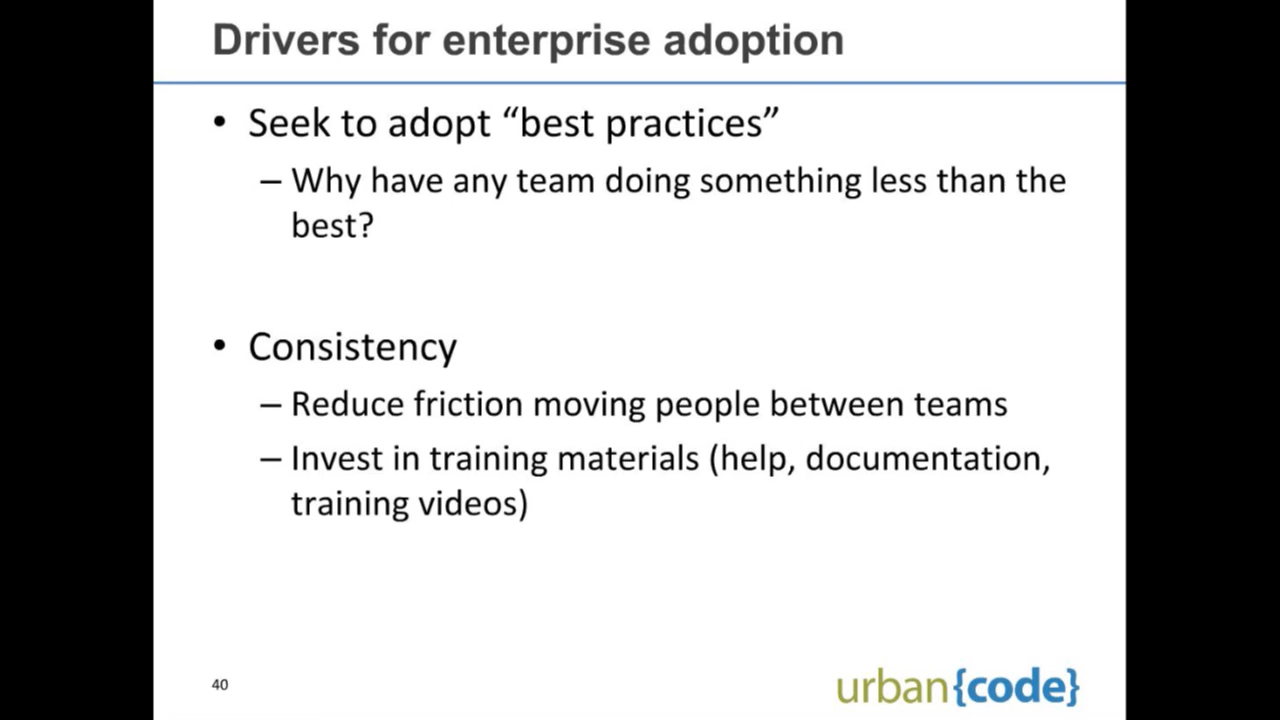 Drivers for enterprise adoption
• Seek to adopt “best practices”
– Why have any team doing something less than the
best?
• Consistency
– Reduce friction moving people between teams
– Invest in training materials (help, documentation,
training videos)
40
urban{code}